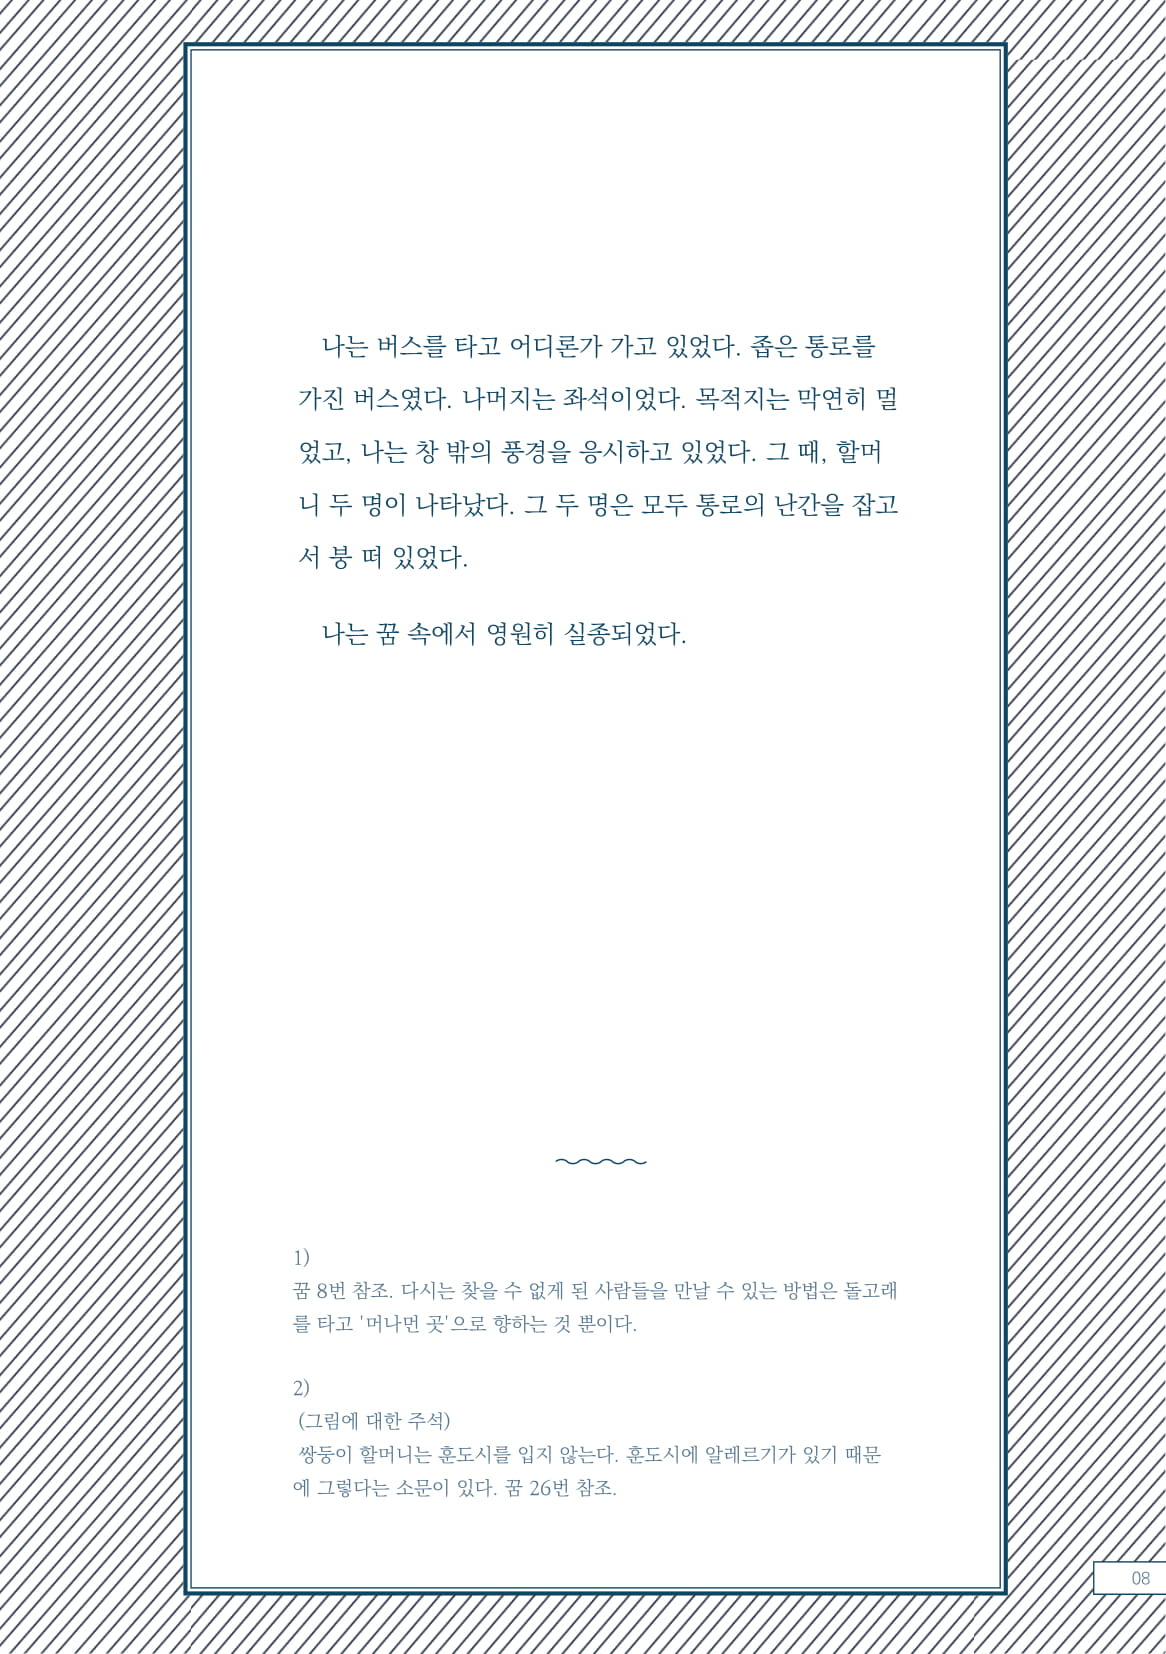 나는 버스를 타고 어디론가 가고 있었다. 좁은 통로를
가진 버스였다. 나머지는 좌석이었다. 목적지는 막연히 멀
었고, 나는 창 밖의 풍경을 응시하고 있었다. 그 때, 할머
니 두 명이 나타났다. 그 두 명은 모두 통로의 난간을 잡고
서 붕 떠 있었다.
나는 꿈 속에서 영원히 실종되었다.
1)
꿈 8번 참조. 다시는 찾을 수 없게 된 사람들을 만날 수 있는 방법은 돌고래
를 타고 '머나먼 곳'으로 향하는 것 뿐이다.
2)
(그림에 대한 주석)
쌍둥이 할머니는 훈도시를 입지 않는다. 훈도시에 알레르기가 있기 때문
에 그렇다는 소문이 있다. 꿈 26번 참조.
08